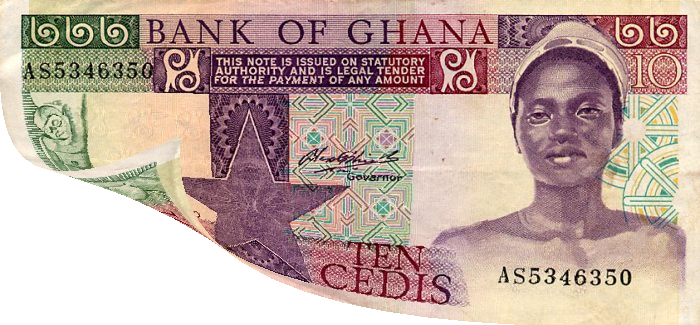 BANK OF GHANA
AS5346350
THIS NOTE IS ISSUED ON STATUTORY
AUTHORITY AND IS LEGAL TENDER
FOR THE PAYMENT OF ANY AMOUNT
10
Governor
TEN
CEDIS
AS5346350